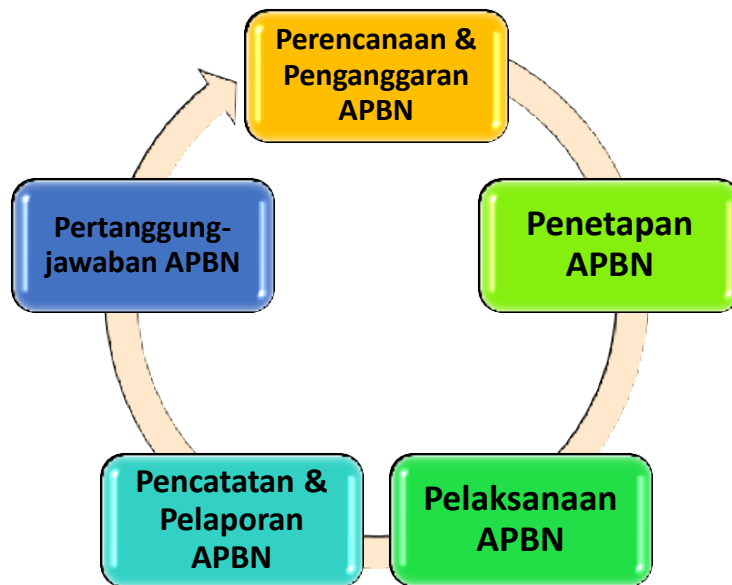 Perencanaan &
Penganggaran
APBN
Penetapan
APBN
Pelaksanaan
APBN
Pencatatan &
Pelaporan
APBN
Pertanggung-
jawaban APBN